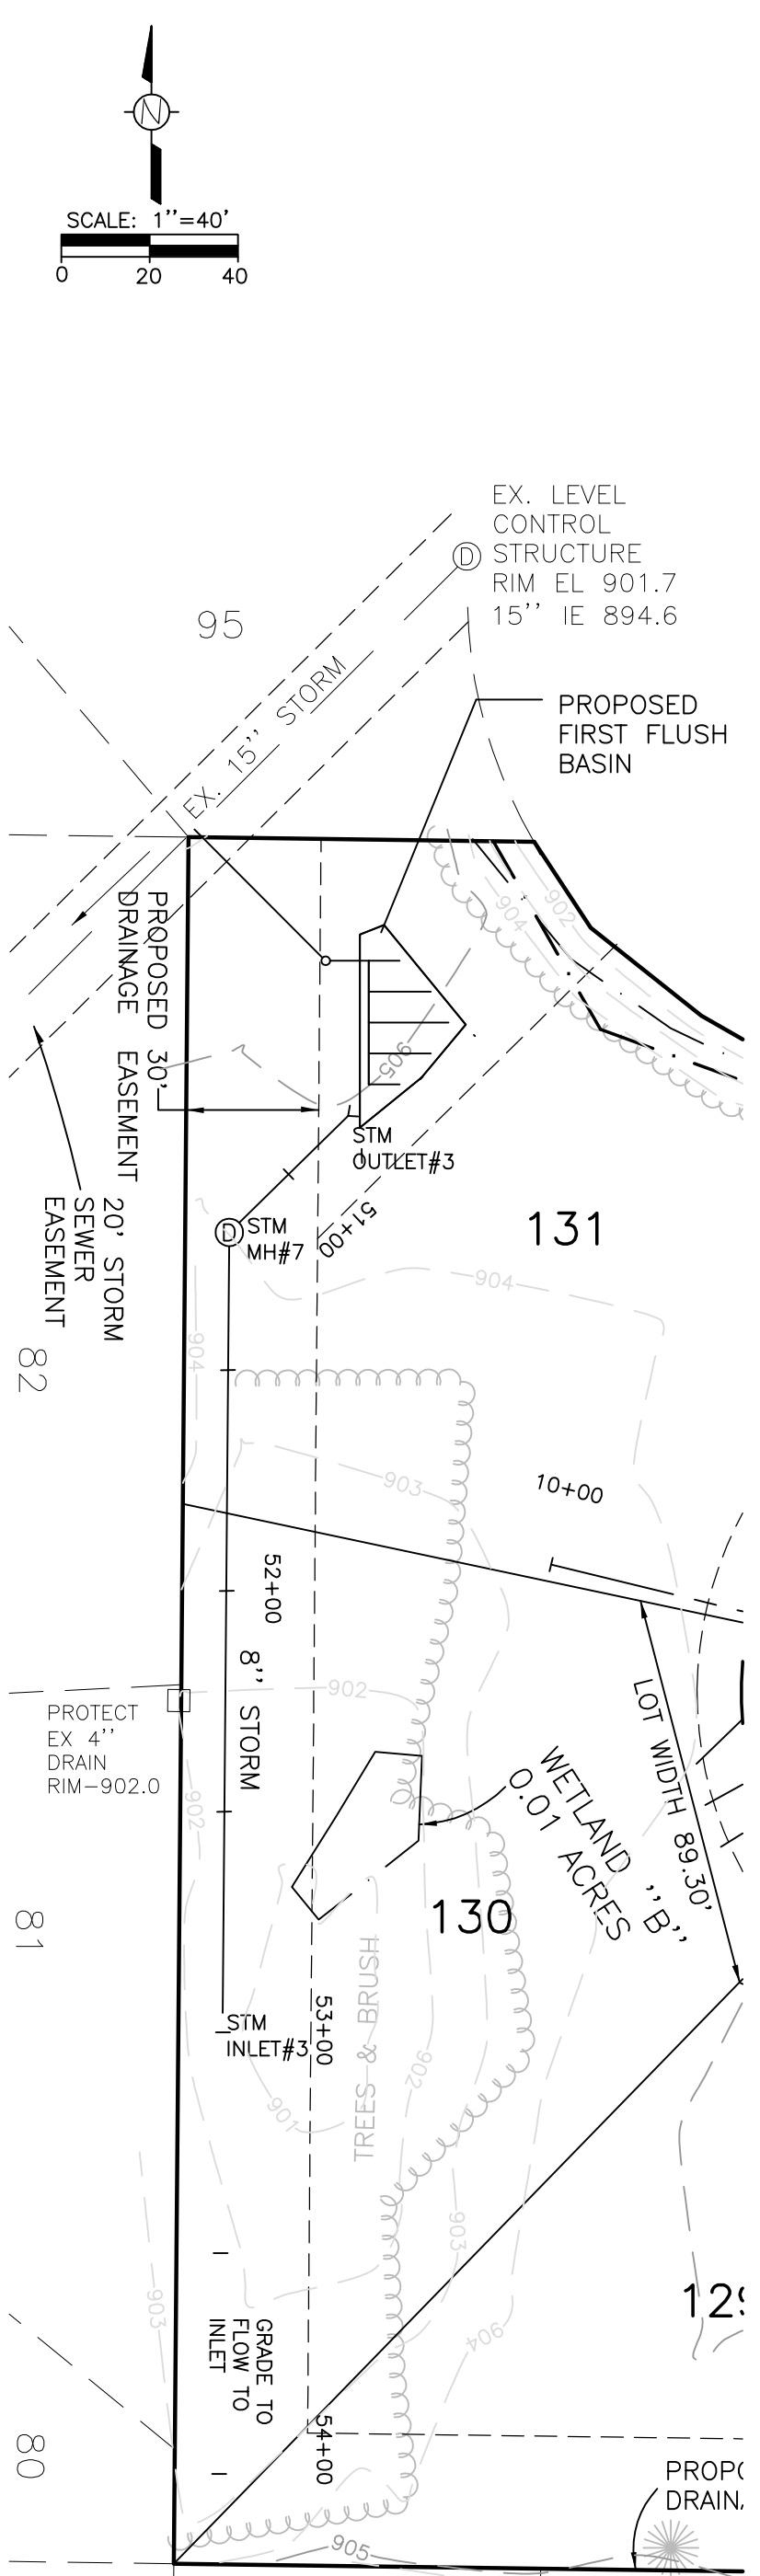 N
SCALE: 1''=40'
0 20 40
EX. LEVEL
CONTROL
STRUCTURE
RIM EL 901.7
15'' IE 894.6
D
95
EX. 15'' STORM
PROPOSED
FIRST FLUSH
BASIN
902
904
PROPOSED 30'
DRAINAGE EASEMENT
905
STM
OUTLET#3
20' STORM
SEWER
EASEMENT
D
STM
MH#7
51+00
131
904
904
82
903
10+00
52+00
8'' STORM
902
PROTECT
EX 4''
DRAIN
RIM-902.0
902
LOT WIDTH 89.30'
WETLAND ''B''
0.01 ACRES
81
130
TREES & BRUSH
53+00
STM
INLET#3
902
901
903
903
904
129
GRADE TO
FLOW TO
INLET
54+00
80
905